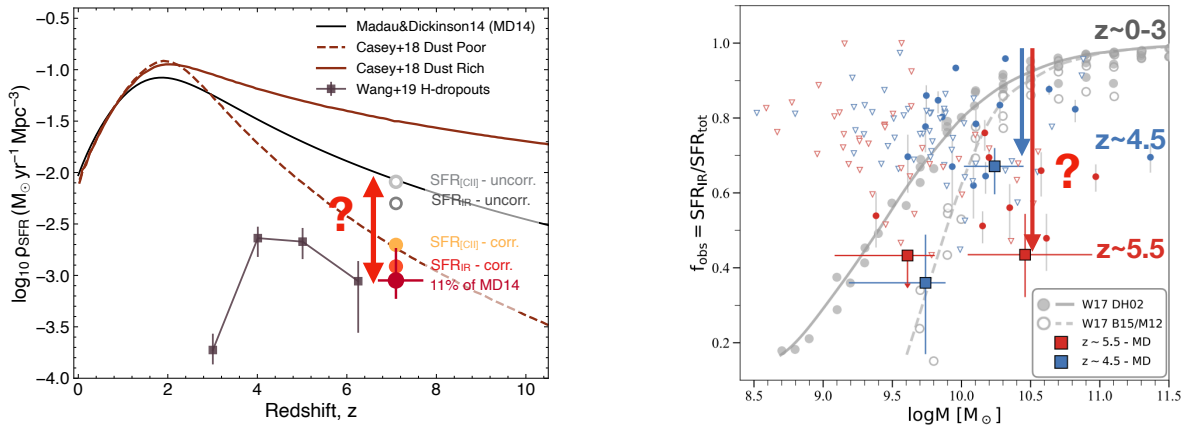 −0.5
−1.0
−1.5
−2.0
−2.5
−3.0
−3.5
−4.0
log₁₀ ρSFR (M⊙ yr⁻¹ Mpc⁻³)
Madau&Dickinson14 (MD14)
Casey+18 Dust Poor
Casey+18 Dust Rich
Wang+19 H-dropouts
SFR[CII] - uncorr.
SFRIR - uncorr.
?
SFR[CII] - corr.
SFRIR - corr.
11% of MD14
0 2 4 6 8 10
Redshift, z
1.0
0.8
0.6
0.4
0.2
fobs = SFRIR/SFRtot
z~0-3
z~4.5
?
z~5.5
W17 DH02
W17 B15/M12
z ~ 5.5 - MD
z ~ 4.5 - MD
8.5 9.0 9.5 10.0 10.5 11.0 11.5
logM [M⊙]